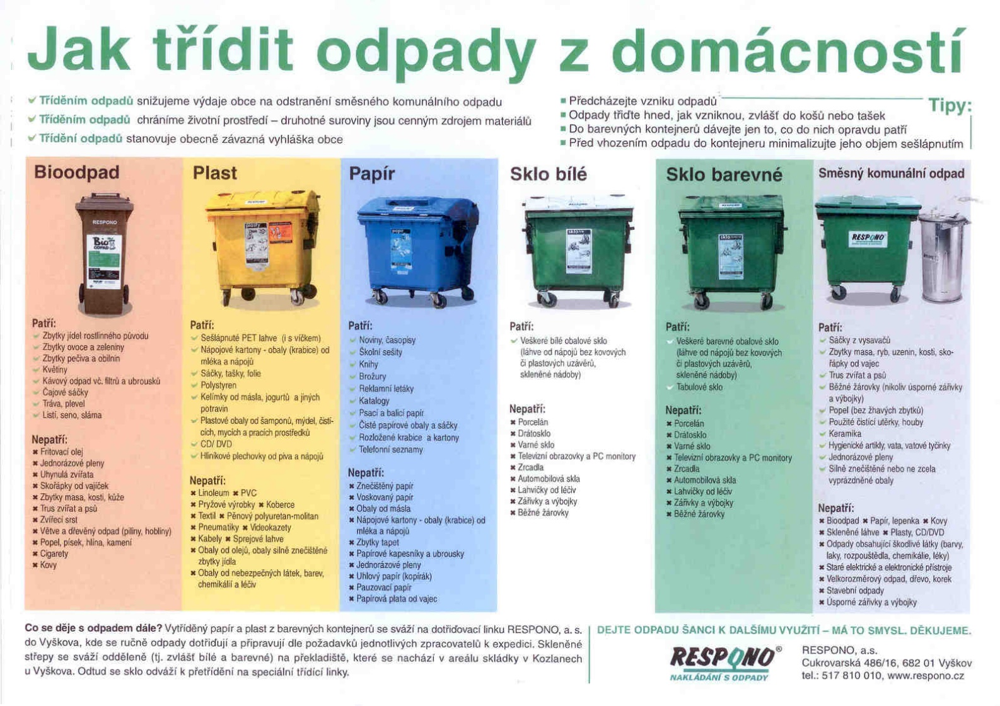 Jak třídit odpady z domácností
Tříděním odpadů snižujeme výdaje obce na odstranění směsného komunálního odpadu
Tříděním odpadů chráníme životní prostředí – druhotné suroviny jsou cenným zdrojem materiálů
Třídění odpadů stanovuje obecně závazná vyhláška obce
Tipy:
Předcházejte vzniku odpadů
Odpady třiďte hned, jak vzniknou, zvlášť do košů nebo tašek
Do barevných kontejnerů dávejte jen to, co do nich opravdu patří
Před vhozením odpadu do kontejneru minimalizujte jeho objem sešlápnutím
Bioodpad
RESPONO
Bio
ODPAD
Patří:
Zbytky jídel rostlinného původu
Zbytky ovoce a zeleniny
Zbytky pečiva a obilnin
Květiny
Kávový odpad vč. filtrů a ubrousků
Čajové sáčky
Tráva, plevel
Listí, seno, sláma
Nepatří:
Fritovací olej
Jednorázové pleny
Uhynulá zvířata
Skořápky od vajíček
Zbytky masa, kosti, kůže
Trus zvířat a psů
Zvířecí srst
Větve a dřevěný odpad (piliny, hobliny)
Popel, písek, hlína, kamení
Cigarety
Kovy
Plast
plasty
Patří:
Sešlápnuté PET lahve (i s víčkem)
Nápojové kartony - obaly (krabice) od
mléka a nápojů
Sáčky, tašky, folie
Polystyren
Kelímky od másla, jogurtů a jiných
potravin
Plastové obaly od šamponů, mýdel, čistí-
cích, mycích a pracích prostředků
CD/ DVD
Hliníkové plechovky od piva a nápojů
Nepatří:
Linoleum ✖ PVC
Pryžové výrobky ✖ Koberce
Textil ✖ Pěnový polyuretan-molitan
Pneumatiky ✖ Videokazety
Kabely ✖ Sprejové lahve
Obaly od olejů, obaly silně znečištěné
zbytky jídla
Obaly od nebezpečných látek, barev,
chemikálií a léčiv
Papír
papír
Patří:
Noviny, časopisy
Školní sešity
Knihy
Brožury
Reklamní letáky
Katalogy
Psací a balicí papír
Čisté papírové obaly a sáčky
Rozložené krabice a kartony
Telefonní seznamy
Nepatří:
Znečištěný papír
Voskovaný papír
Obaly od másla
Nápojové kartony - obaly (krabice) od
mléka a nápojů
Zbytky tapet
Papírové kapesníky a ubrousky
Jednorázové pleny
Uhlový papír (kopírák)
Pauzovací papír
Papírová plata od vajec
Sklo bílé
sklo
Patří:
Veškeré bílé obalové sklo
(láhve od nápojů bez kovových
či plastových uzávěrů,
skleněné nádoby)
Nepatří:
Porcelán
Drátosklo
Varné sklo
Televizní obrazovky a PC monitory
Zrcadla
Automobilová skla
Lahvičky od léčiv
Zářivky a výbojky
Běžné žárovky
Sklo barevné
sklo
Patří:
Veškeré barevné obalové sklo
(láhve od nápojů bez kovových
či plastových uzávěrů,
skleněné nádoby)
Tabulové sklo
Nepatří:
Porcelán
Drátosklo
Varné sklo
Televizní obrazovky a PC monitory
Zrcadla
Automobilová skla
Lahvičky od léčiv
Zářivky a výbojky
Běžné žárovky
Směsný komunální odpad
RESPONO
Patří:
Sáčky z vysavačů
Zbytky masa, ryb, uzenin, kosti, sko-
řápky od vajec
Trus zvířat a psů
Běžné žárovky (nikoliv úsporné zářivky
a výbojky)
Popel (bez žhavých zbytků)
Použité čistící utěrky, houby
Keramika
Hygienické artikly, vata, vatové tyčinky
Jednorázové pleny
Silně znečištěné nebo ne zcela
vyprázdněné obaly
Nepatří:
Bioodpad ✖ Papír, lepenka ✖ Kovy
Skleněné láhve ✖ Plasty, CD/DVD
Odpady obsahující škodlivé látky (barvy,
laky, rozpouštědla, chemikálie, léky)
Staré elektrické a elektronické přístroje
Velkorozměrový odpad, dřevo, korek
Stavební odpady
Úsporné zářivky a výbojky
Co se děje s odpadem dále? Vytříděný papír a plast z barevných kontejnerů se sváží na dotřiďovací linku RESPONO, a. s.
do Vyškova, kde se ručně odpady dotřiďují a připravují dle požadavků jednotlivých zpracovatelů k expedici. Skleněné
střepy se sváží odděleně (tj. zvlášť bílé a barevné) na překladiště, které se nachází v areálu skládky v Kozlanech
u Vyškova. Odtud se sklo odváží k přetřídění na speciální třídící linky.
DEJTE ODPADU ŠANCI K DALŠÍMU VYUŽITÍ – MÁ TO SMYSL. DĚKUJEME.
RESPONO®
NAKLÁDÁNÍ S ODPADY
RESPONO, a.s.
Cukrovarská 486/16, 682 01 Vyškov
tel.: 517 810 010, www.respono.cz